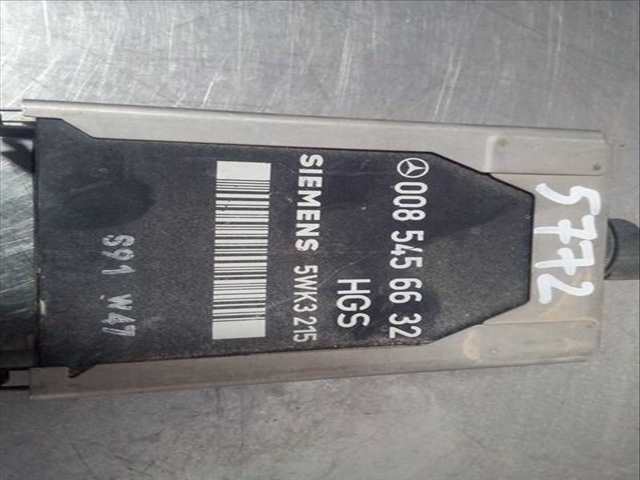 5772
008 545 66 32
HGS
SIEMENS 5WK3 215
S91 W47